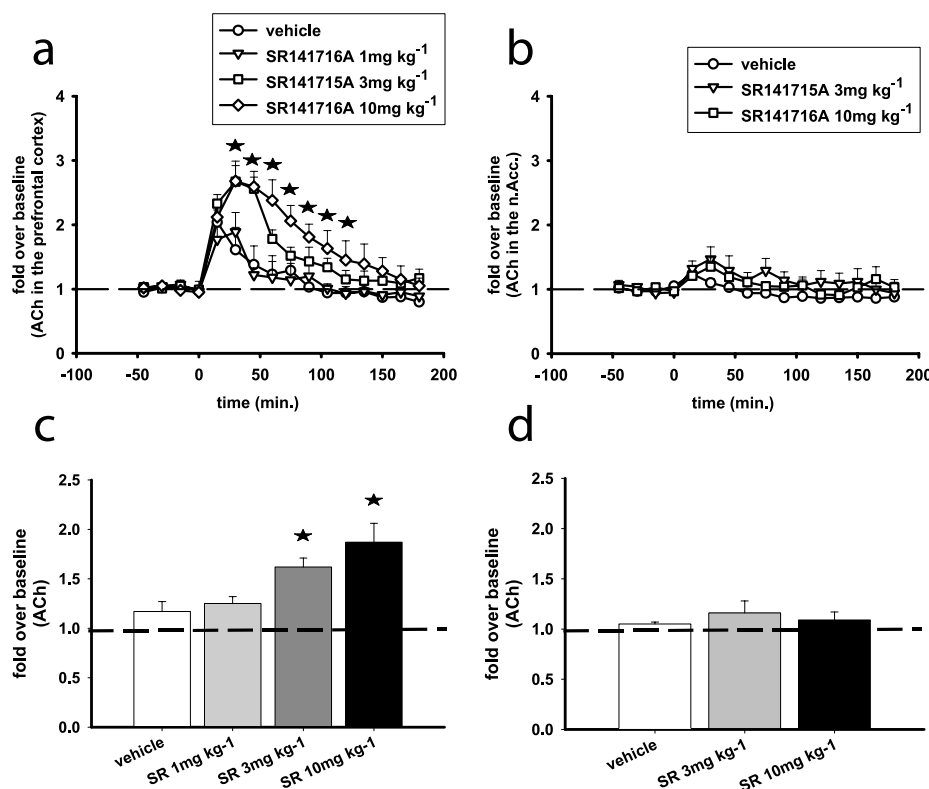 a
vehicle
SR141716A 1mg kg-1
SR141715A 3mg kg-1
SR141716A 10mg kg-1
fold over baseline
(ACh in the prefrontal cortex)
4
3
2
1
0
-100 -50 0 50 100 150 200
time (min.)
b
vehicle
SR141715A 3mg kg-1
SR141716A 10mg kg-1
fold over baseline
(ACh in the n.Acc.)
4
3
2
1
0
-100 -50 0 50 100 150 200
time (min.)
c
fold over baseline
(ACh)
2.5
2.0
1.5
1.0
0.5
0.0
vehicle
SR 1mg kg-1
SR 3mg kg-1
SR 10mg kg-1
d
fold over baseline
(ACh)
2.5
2.0
1.5
1.0
0.5
0.0
vehicle
SR 3mg kg-1
SR 10mg kg-1